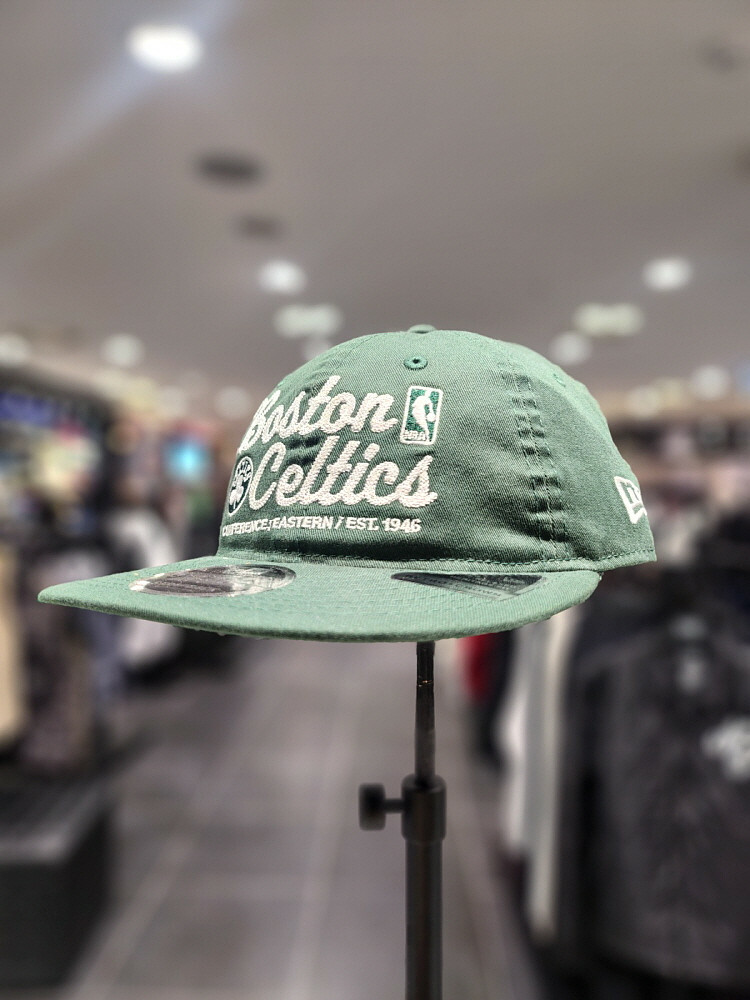 Boston
NBA
Celtics
CONFERENCE / EASTERN / EST. 1946